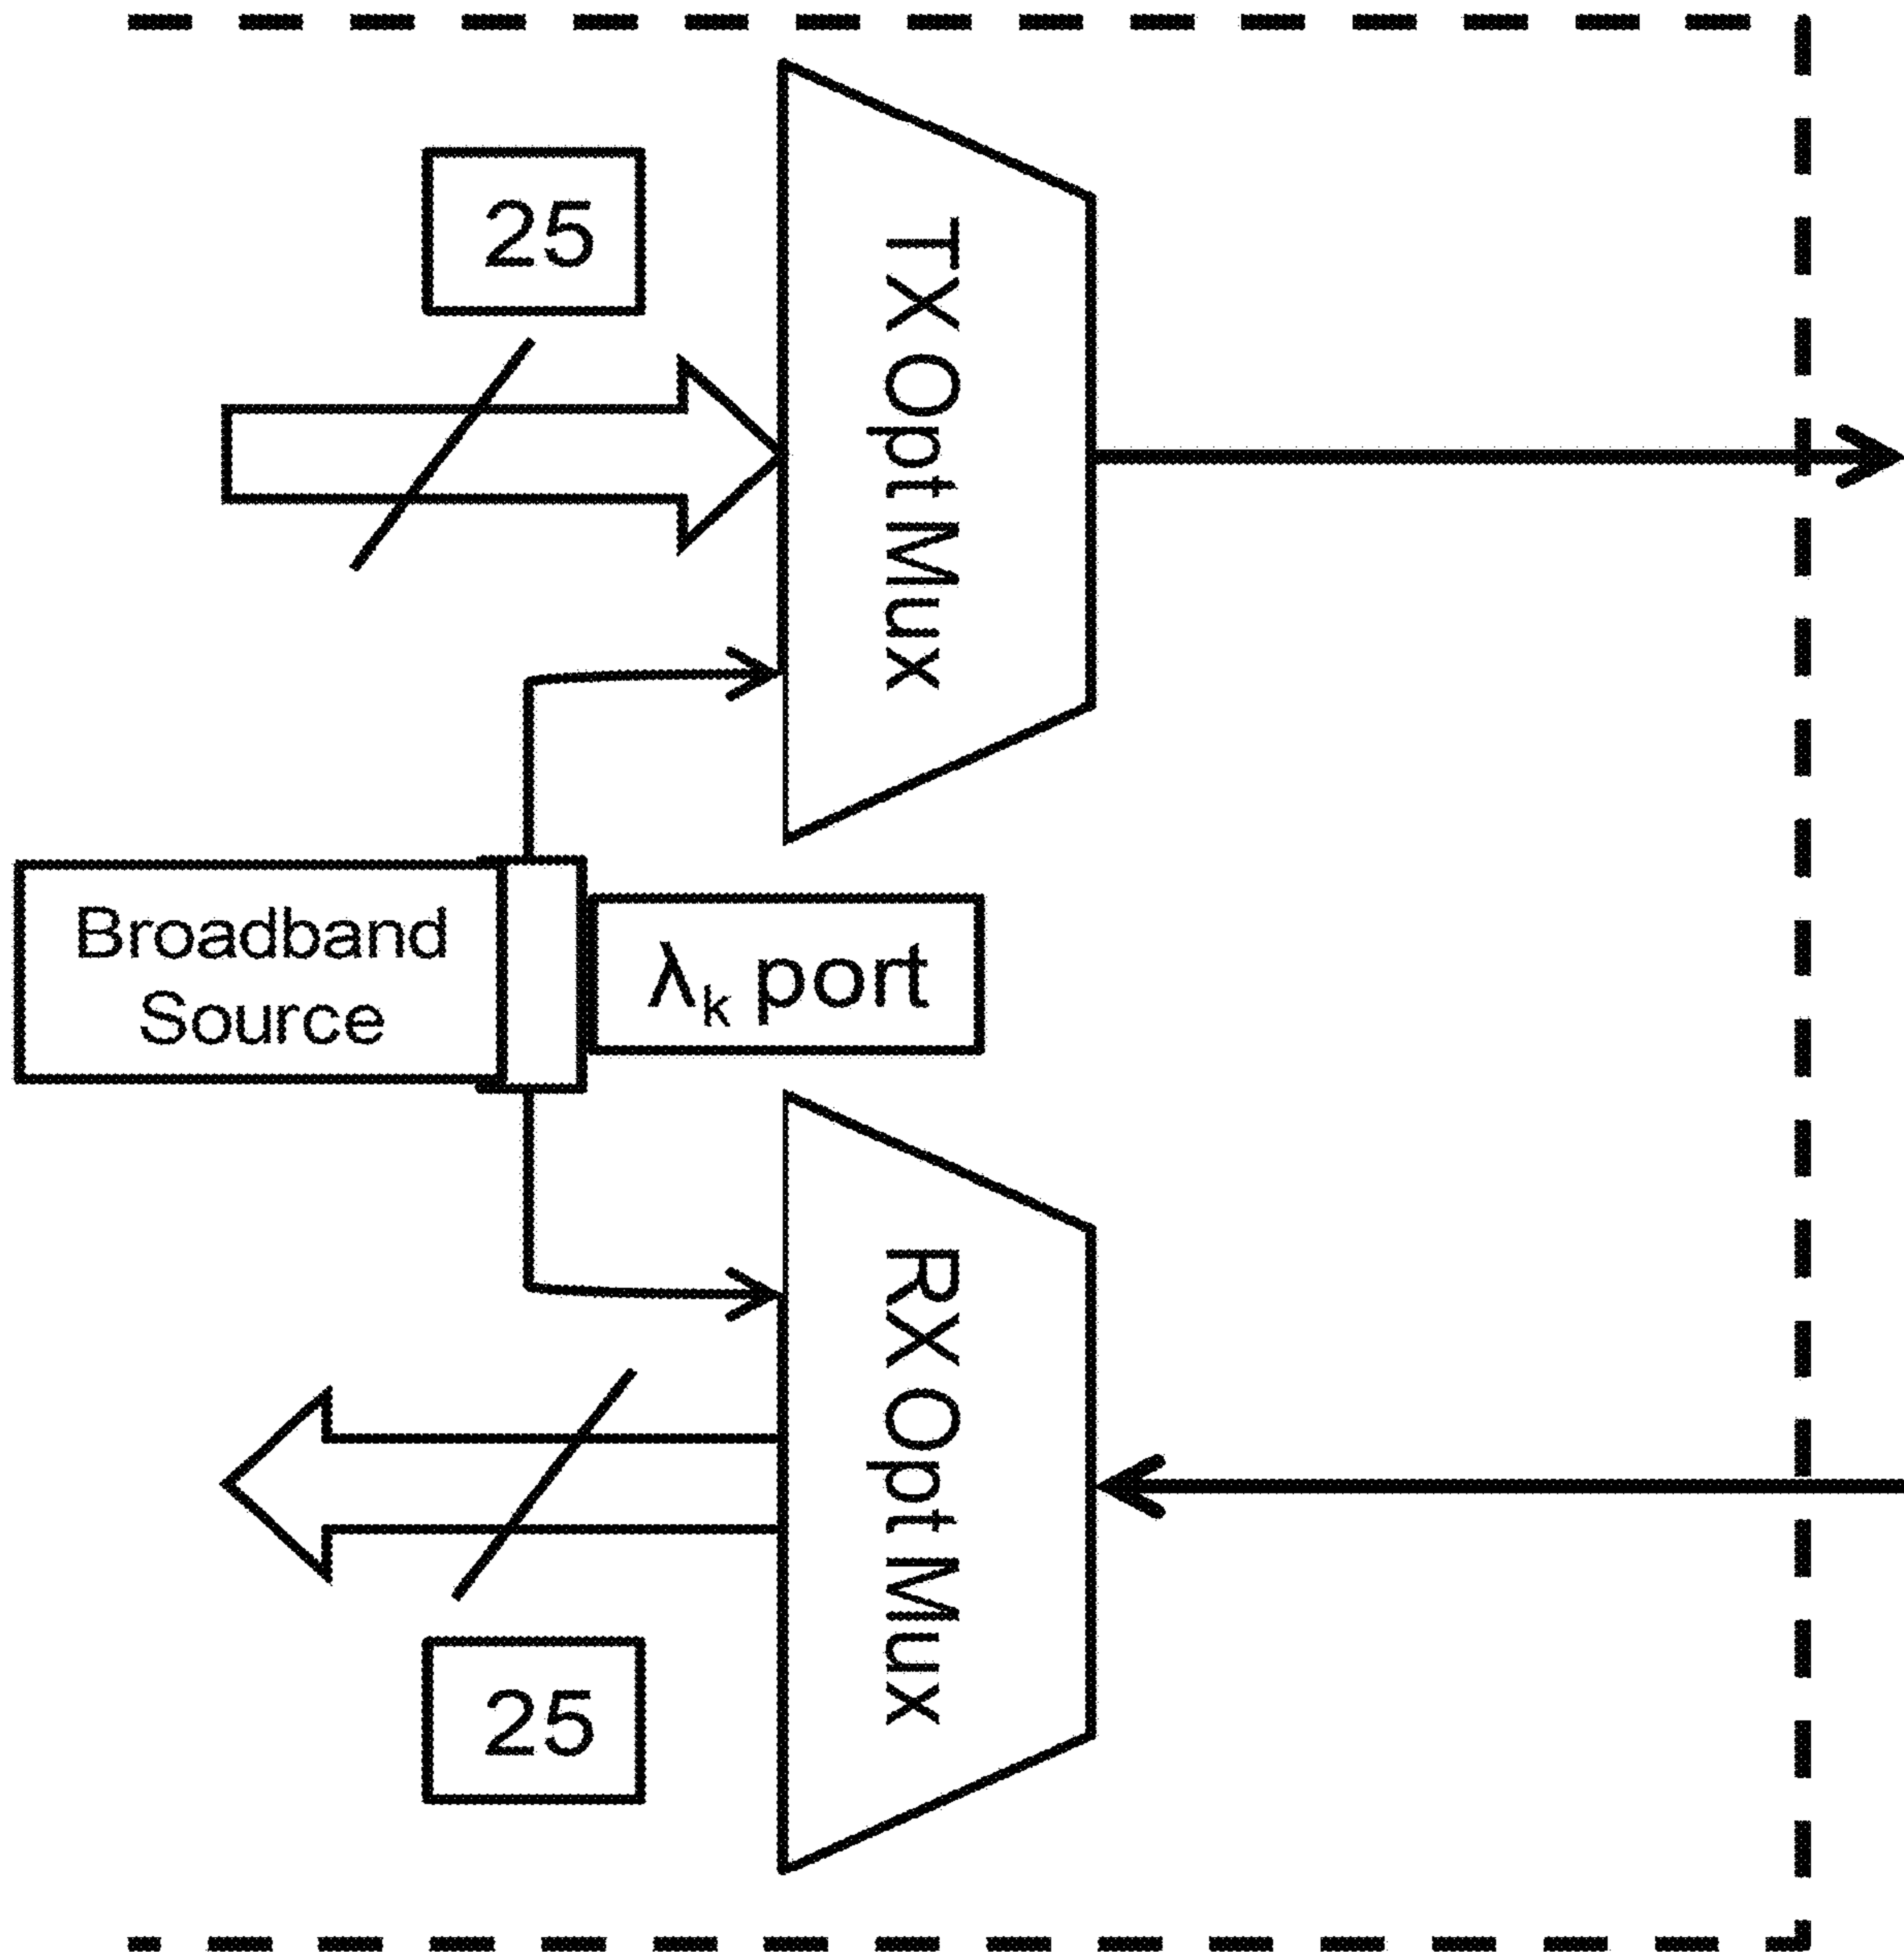 25
TX Opt Mux
Broadband
Source
λk port
RX Opt Mux
25